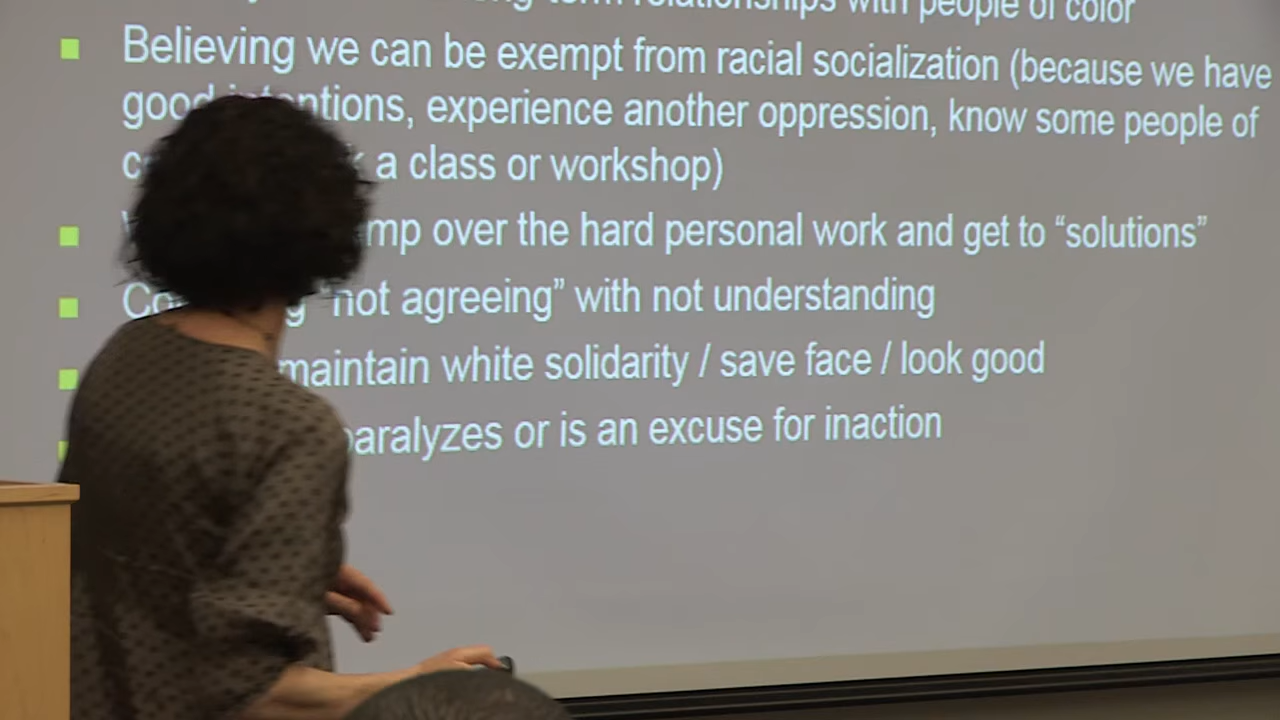 term relationships with people of color
Believing we can be exempt from racial socialization (because we have
good intentions, experience another oppression, know some people of
a class or workshop)
over the hard personal work and get to “solutions”
“not agreeing” with not understanding
maintain white solidarity / save face / look good
paralyzes or is an excuse for inaction